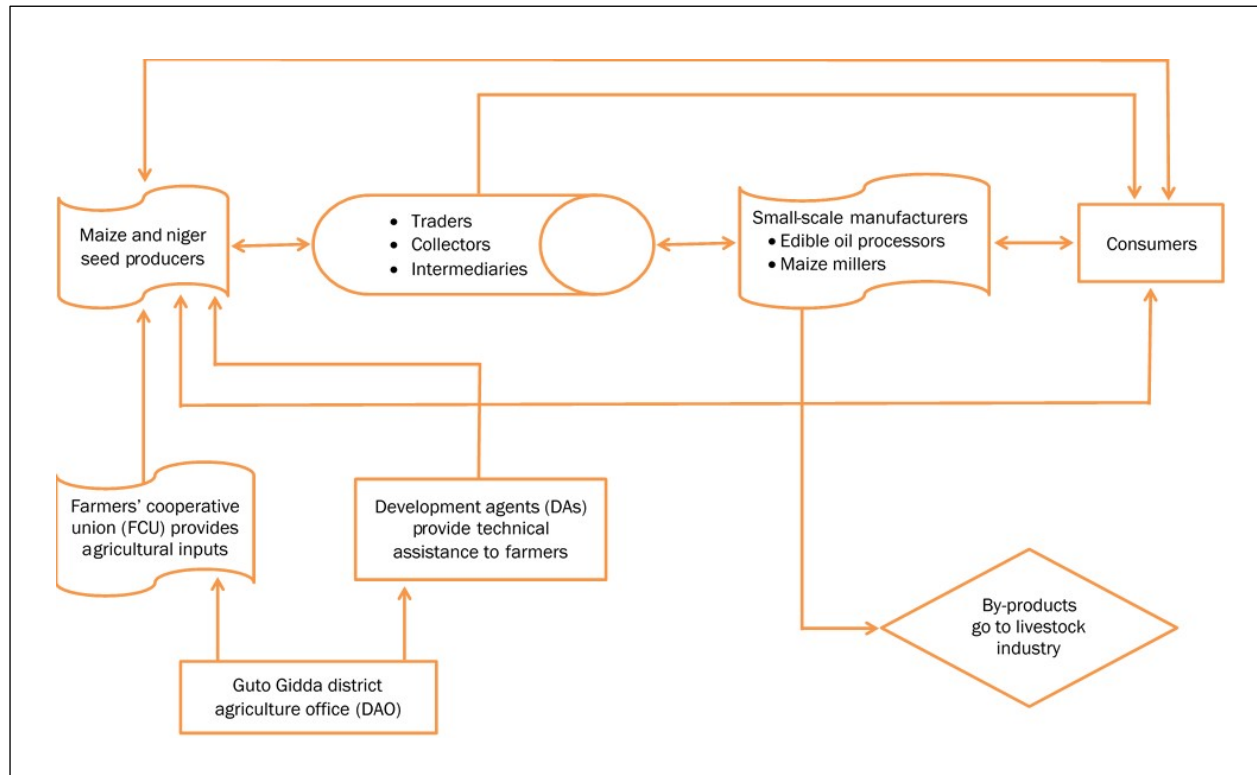 Maize and niger
seed producers
• Traders
• Collectors
• Intermediaries
Small-scale manufacturers
• Edible oil processors
• Maize millers
Consumers
Farmers’ cooperative
union (FCU) provides
agricultural inputs
Development agents (DAs)
provide technical
assistance to farmers
By-products
go to livestock
industry
Guto Gidda district
agriculture office (DAO)